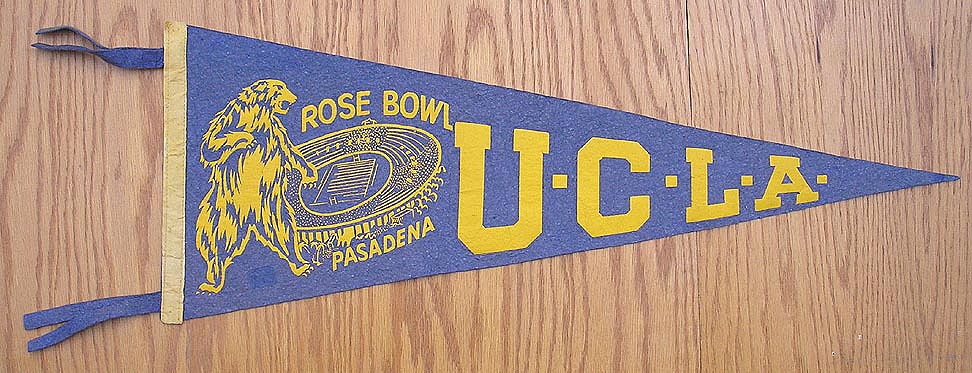 ROSE BOWL
PASADENA
U·C·L·A·